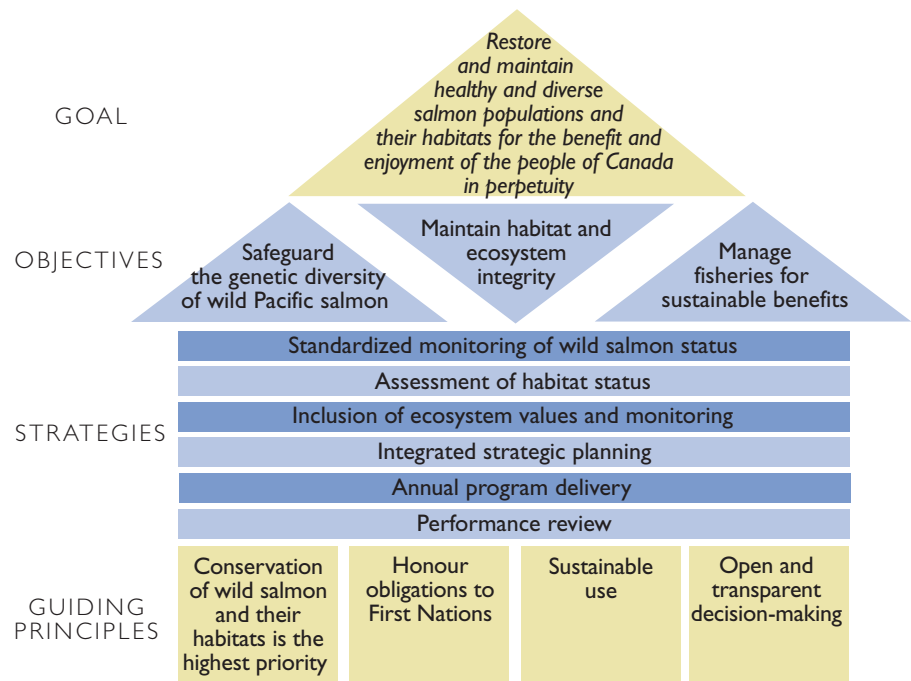 GOAL
Restore
and maintain
healthy and diverse
salmon populations and
their habitats for the benefit and
enjoyment of the people of Canada
in perpetuity
OBJECTIVES
Safeguard
the genetic diversity
of wild Pacific salmon
Maintain habitat and
ecosystem
integrity
Manage
fisheries for
sustainable benefits
STRATEGIES
Standardized monitoring of wild salmon status
Assessment of habitat status
Inclusion of ecosystem values and monitoring
Integrated strategic planning
Annual program delivery
Performance review
GUIDING
PRINCIPLES
Conservation
of wild salmon
and their
habitats is the
highest priority
Honour
obligations to
First Nations
Sustainable
use
Open and
transparent
decision-making